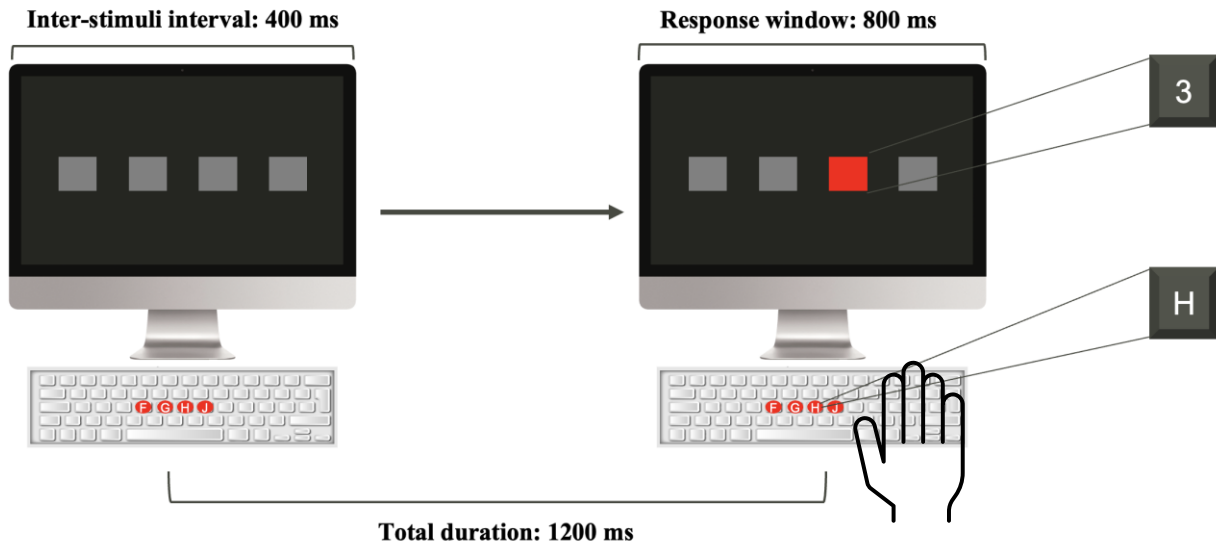 Inter-stimuli interval: 400 ms
Response window: 800 ms
3
H
F G H J
F G H J
Total duration: 1200 ms